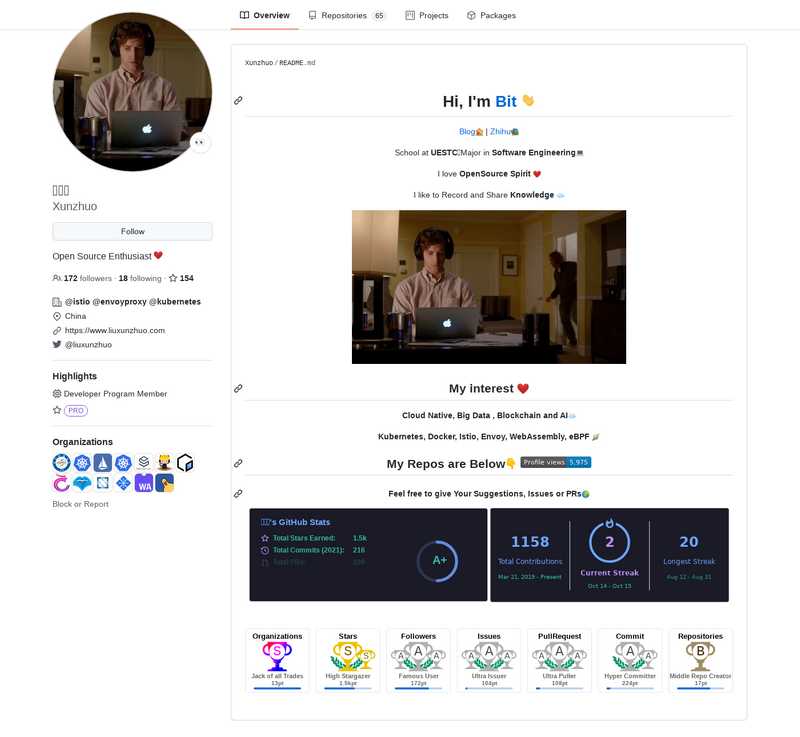 Overview
Repositories 65
Projects
Packages
Xunzhuo
Follow
Open Source Enthusiast ❤️
172 followers · 18 following · 154
@istio @envoyproxy @kubernetes
China
https://www.liuxunzhuo.com
@liuxunzhuo
Highlights
Developer Program Member
PRO
Organizations
WA
Block or Report
Xunzhuo / README.md
Hi, I'm Bit 👋
Blog🏠 | Zhihu
School at UESTC Major in Software Engineering💻
I love OpenSource Spirit ❤️
I like to Record and Share Knowledge
My interest ❤️
Cloud Native, Big Data , Blockchain and AI
Kubernetes, Docker, Istio, Envoy, WebAssembly, eBPF
My Repos are Below👇 Profile views 5,975
Feel free to give Your Suggestions, Issues or PRs
's GitHub Stats
Total Stars Earned: 1.5k
Total Commits (2021): 216
A+
1158
Total Contributions
Mar 21, 2019 - Present
2
Current Streak
Oct 14 - Oct 15
20
Longest Streak
Aug 12 - Aug 31
Organizations
S
Jack of all Trades
13pt
Stars
S S
High Stargazer
1.5kpt
Followers
A A A
Famous User
172pt
Issues
A A A
Ultra Issuer
104pt
PullRequest
A A A
Ultra Puller
108pt
Commit
A A A
Hyper Committer
224pt
Repositories
B
Middle Repo Creator
17pt